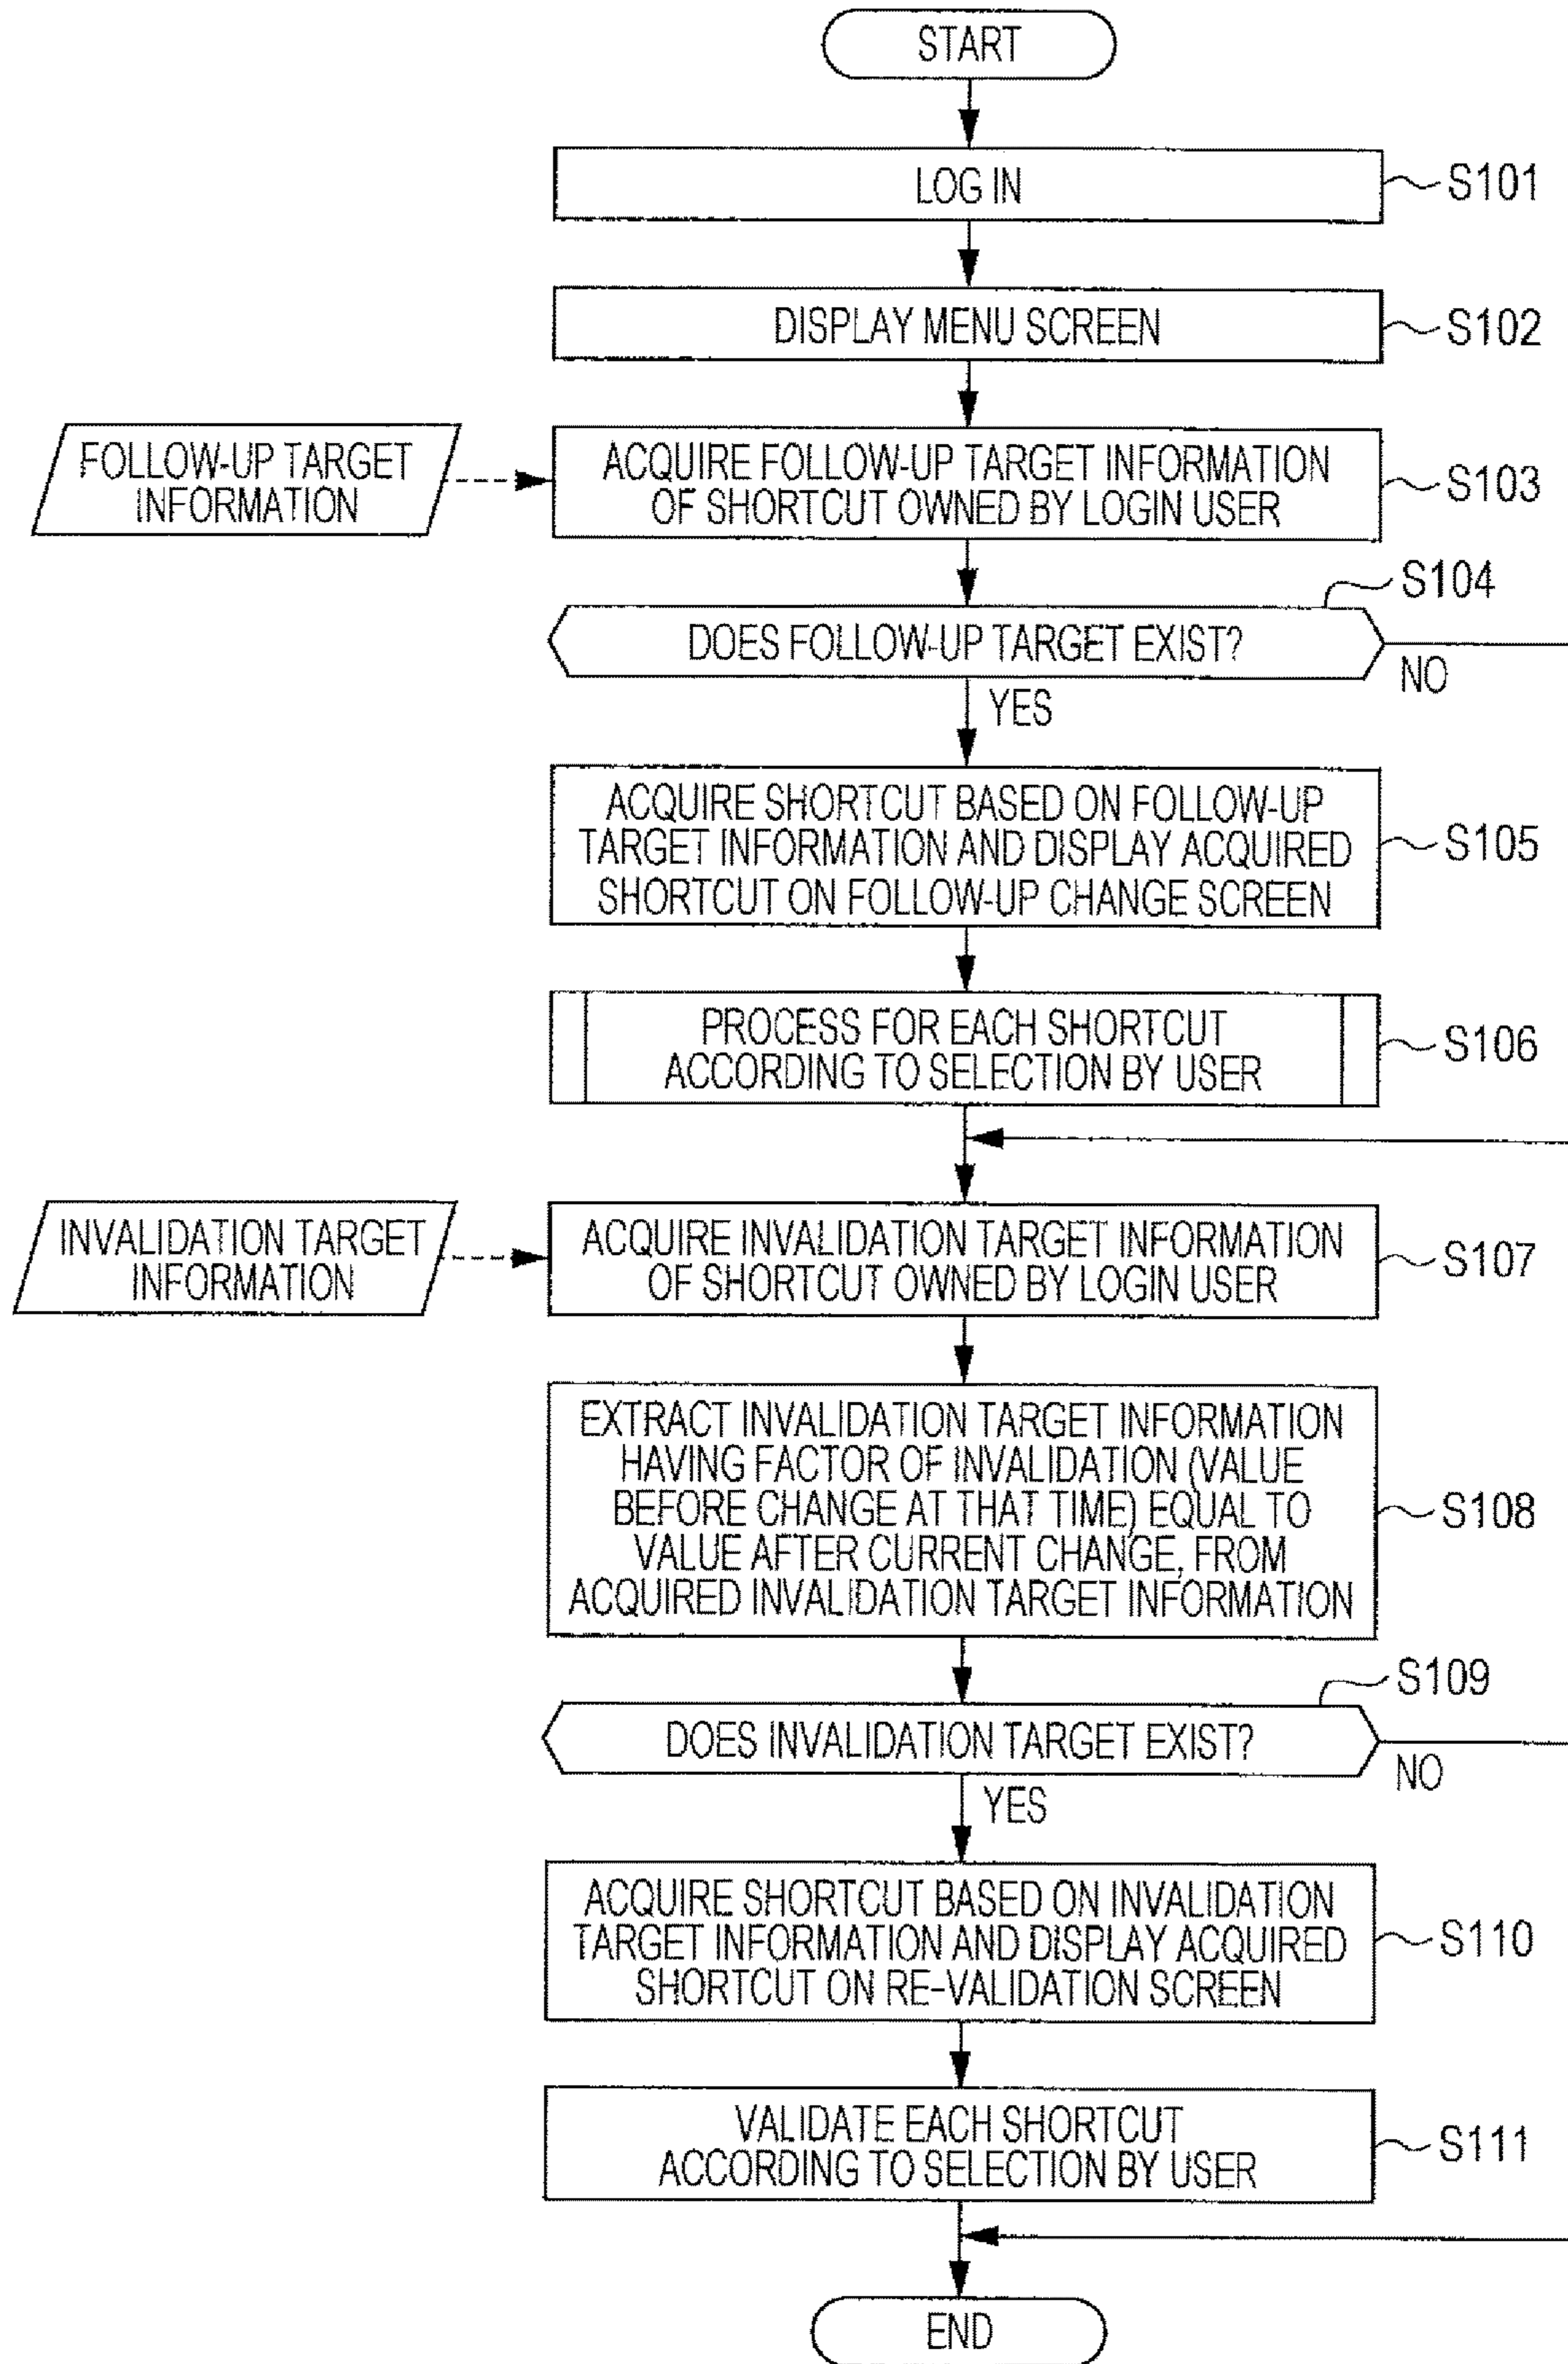 START
LOG IN
S101
DISPLAY MENU SCREEN
S102
FOLLOW-UP TARGET
INFORMATION
ACQUIRE FOLLOW-UP TARGET INFORMATION
OF SHORTCUT OWNED BY LOGIN USER
S103
S104
DOES FOLLOW-UP TARGET EXIST?
NO
YES
ACQUIRE SHORTCUT BASED ON FOLLOW-UP
TARGET INFORMATION AND DISPLAY ACQUIRED
SHORTCUT ON FOLLOW-UP CHANGE SCREEN
S105
PROCESS FOR EACH SHORTCUT
ACCORDING TO SELECTION BY USER
S106
INVALIDATION TARGET
INFORMATION
ACQUIRE INVALIDATION TARGET INFORMATION
OF SHORTCUT OWNED BY LOGIN USER
S107
EXTRACT INVALIDATION TARGET INFORMATION
HAVING FACTOR OF INVALIDATION (VALUE
BEFORE CHANGE AT THAT TIME) EQUAL TO
VALUE AFTER CURRENT CHANGE, FROM
ACQUIRED INVALIDATION TARGET INFORMATION
S108
S109
DOES INVALIDATION TARGET EXIST?
NO
YES
ACQUIRE SHORTCUT BASED ON INVALIDATION
TARGET INFORMATION AND DISPLAY ACQUIRED
SHORTCUT ON RE-VALIDATION SCREEN
S110
VALIDATE EACH SHORTCUT
ACCORDING TO SELECTION BY USER
S111
END